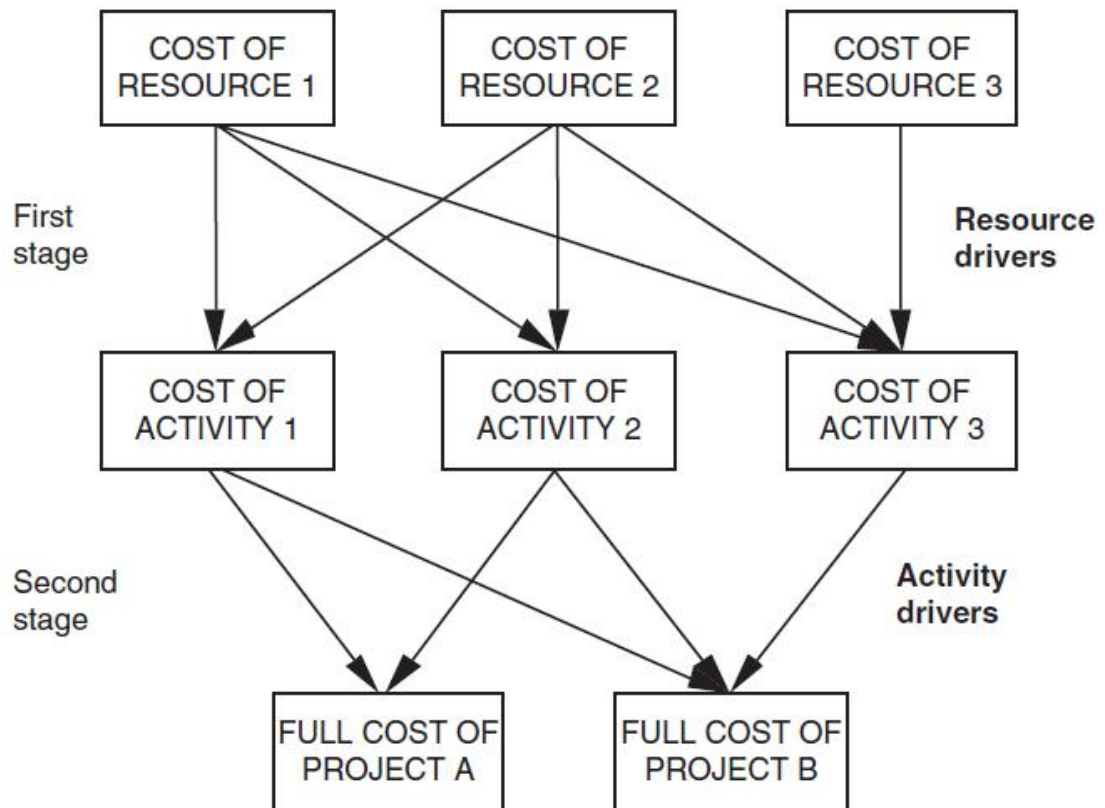 COST OF
RESOURCE 1
COST OF
RESOURCE 2
COST OF
RESOURCE 3
First
stage
Resource
drivers
COST OF
ACTIVITY 1
COST OF
ACTIVITY 2
COST OF
ACTIVITY 3
Second
stage
Activity
drivers
FULL COST OF
PROJECT A
FULL COST OF
PROJECT B